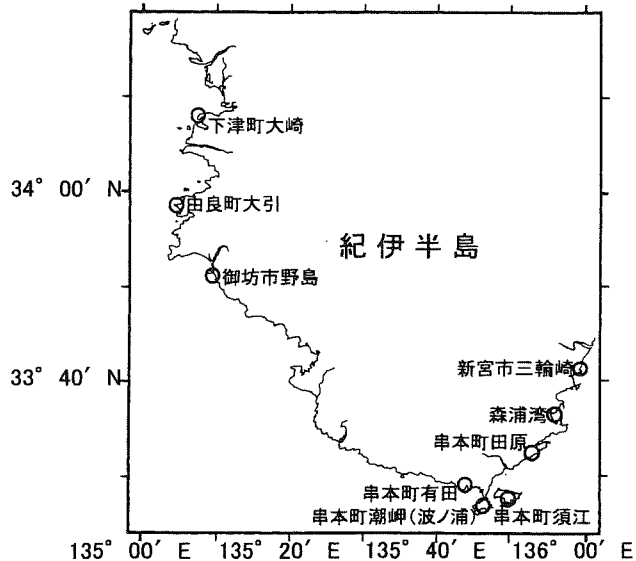 下津町大崎
34° 00′ N
由良町大引
紀伊半島
御坊市野島
新宮市三輪崎
33° 40′ N
森浦湾
串本町田原
串本町有田
串本町潮岬(波ノ浦)
串本町須江
135° 00′ E 135° 20′ E 135° 40′ E 136° 00′ E